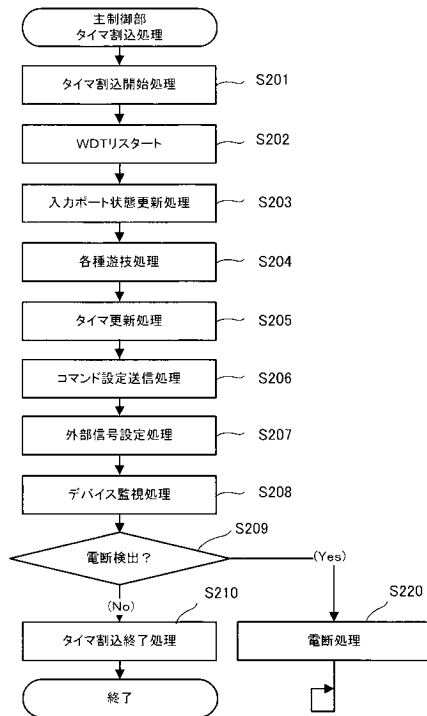 主制御部
タイマ割込処理
タイマ割込開始処理
S201
WDTリスタート
S202
入力ポート状態更新処理
S203
各種遊技処理
S204
タイマ更新処理
S205
コマンド設定送信処理
S206
外部信号設定処理
S207
デバイス監視処理
S208
電断検出？
S209
(Yes)
(No)
S210
タイマ割込終了処理
S220
電断処理
終了